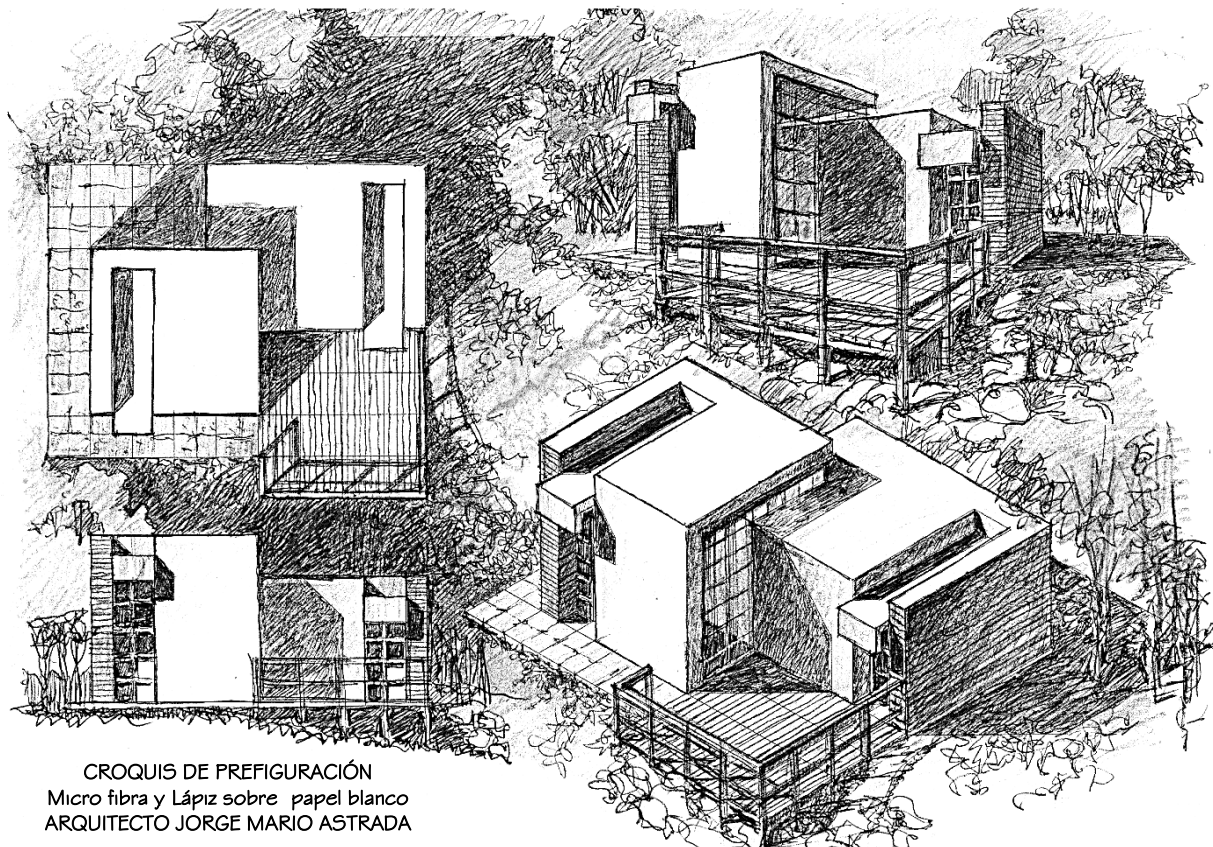 CROQUIS DE PREFIGURACIÓN
Micro fibra y Lápiz sobre papel blanco
ARQUITECTO JORGE MARIO ASTRADA